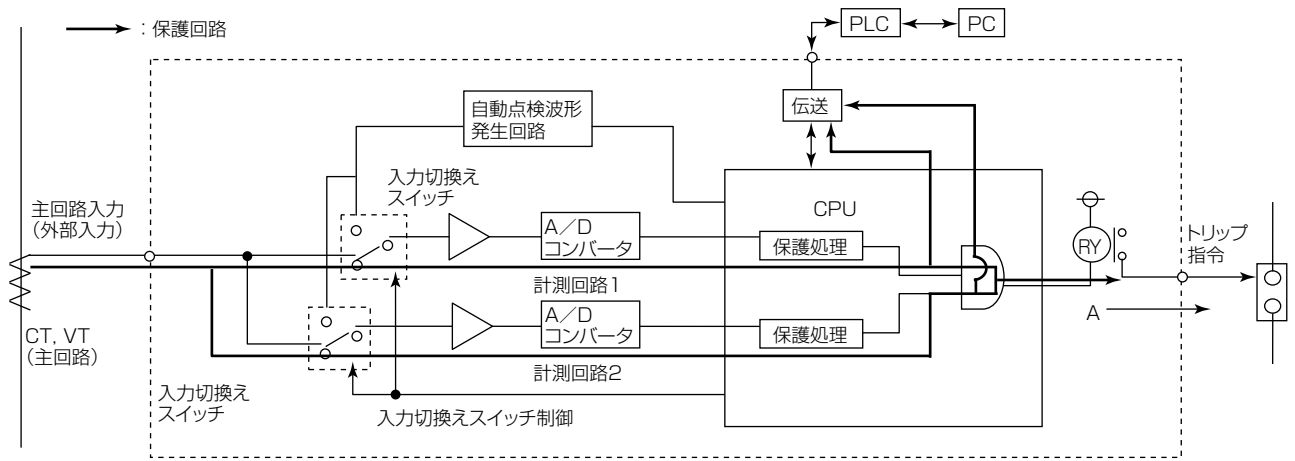 ：保護回路
PLC
PC
伝送
自動点検波形
発生回路
入力切換え
スイッチ
CPU
主回路入力
(外部入力)
A／D
コンバータ
保護処理
RY
トリップ
指令
計測回路1
A／D
コンバータ
保護処理
A
CT, VT
(主回路)
計測回路2
入力切換え
スイッチ
入力切換えスイッチ制御